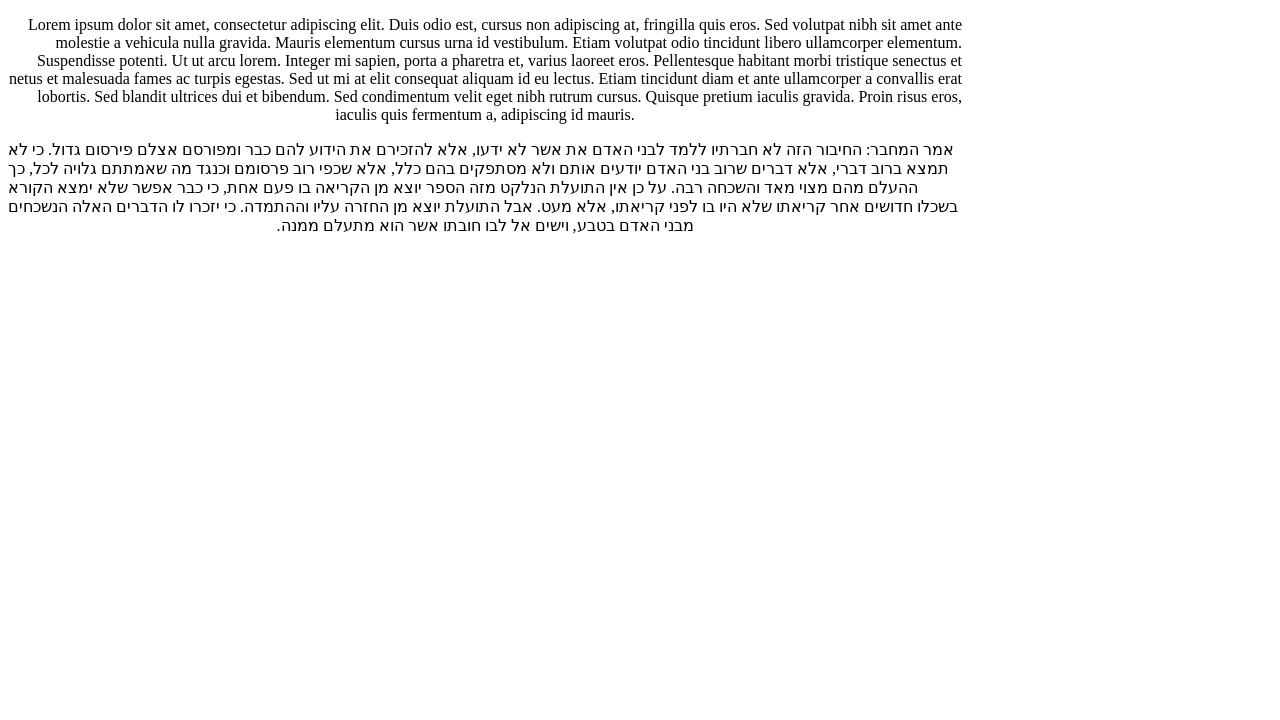 Lorem ipsum dolor sit amet, consectetur adipiscing elit. Duis odio est, cursus non adipiscing at, fringilla quis eros. Sed volutpat nibh sit amet ante
molestie a vehicula nulla gravida. Mauris elementum cursus urna id vestibulum. Etiam volutpat odio tincidunt libero ullamcorper elementum.
Suspendisse potenti. Ut ut arcu lorem. Integer mi sapien, porta a pharetra et, varius laoreet eros. Pellentesque habitant morbi tristique senectus et
netus et malesuada fames ac turpis egestas. Sed ut mi at elit consequat aliquam id eu lectus. Etiam tincidunt diam et ante ullamcorper a convallis erat
lobortis. Sed blandit ultrices dui et bibendum. Sed condimentum velit eget nibh rutrum cursus. Quisque pretium iaculis gravida. Proin risus eros,
iaculis quis fermentum a, adipiscing id mauris.
אמר המחבר: החיבור הזה לא חברתיו ללמד לבני האדם את אשר לא ידעו, אלא להזכירם את הידוע להם כבר ומפורסם אצלם פירסום גדול. כי לא
תמצא ברוב דברי, אלא דברים שרוב בני האדם יודעים אותם ולא מסתפקים בהם כלל, אלא שכפי רוב פרסומם וכנגד מה שאמתתם גלויה לכל, כך
ההעלם מהם מצוי מאד והשכחה רבה. על כן אין התועלת הנלקט מזה הספר יוצא מן הקריאה בו פעם אחת, כי כבר אפשר שלא ימצא הקורא
בשכלו חדושים אחר קריאתו שלא היו בו לפני קריאתו, אלא מעט. אבל התועלת יוצא מן החזרה עליו וההתמדה. כי יזכרו לו הדברים האלה הנשכחים
מבני האדם בטבע, וישים אל לבו חובתו אשר הוא מתעלם ממנה.